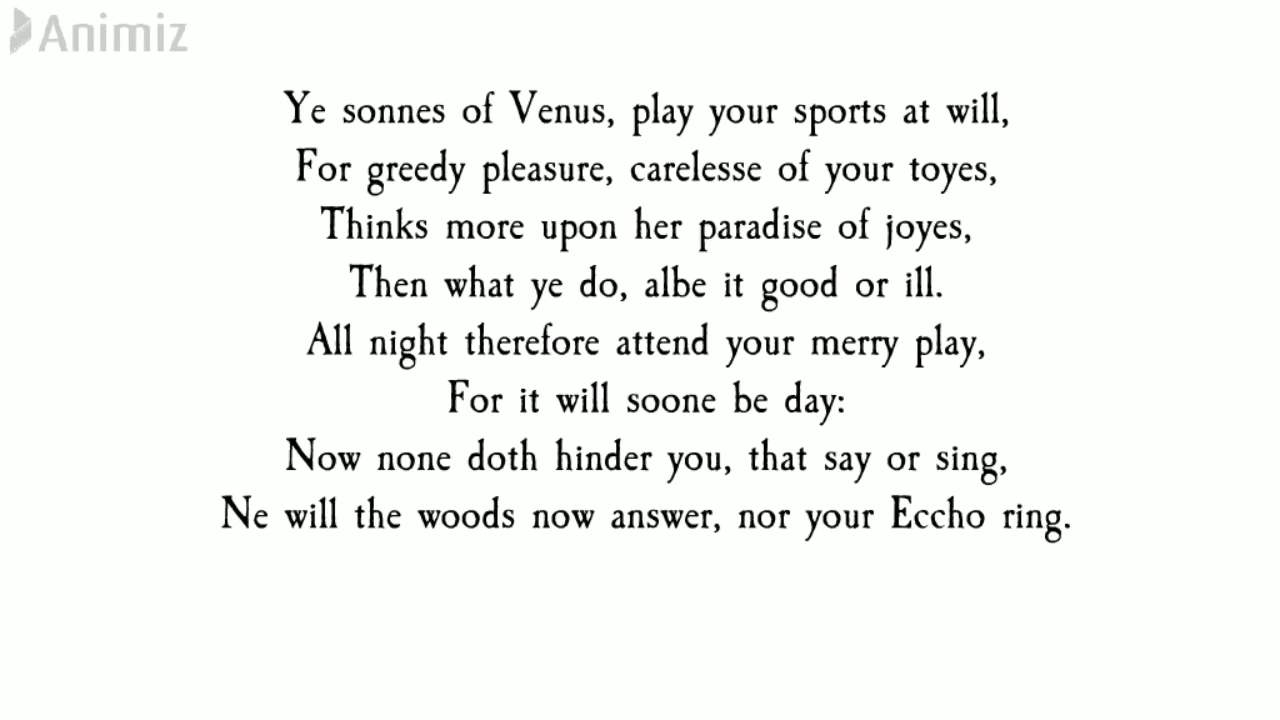 Animiz
Ye sonnes of Venus, play your sports at will,
For greedy pleasure, carelesse of your toyes,
Thinks more upon her paradise of joyes,
Then what ye do, albe it good or ill.
All night therefore attend your merry play,
For it will soone be day:
Now none doth hinder you, that say or sing,
Ne will the woods now answer, nor your Eccho ring.